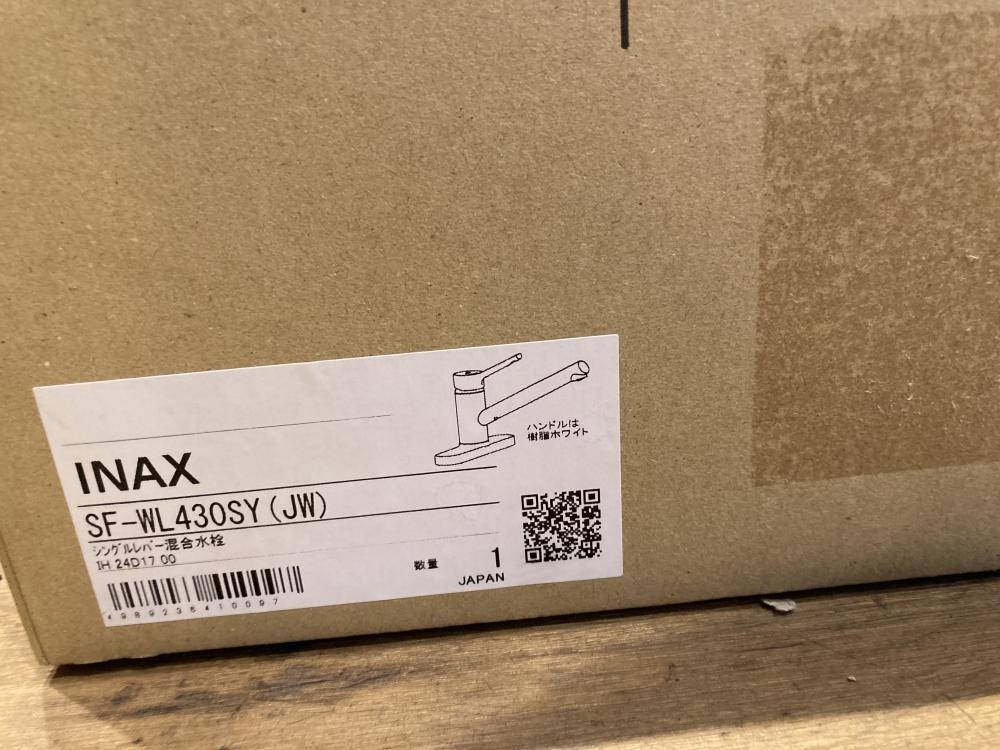 ハンドルは
樹脂ホワイト
INAX
SF-WL430SY(JW)
シングルレバー混合水栓
IH 24D17 00
数量 1
JAPAN
4989236410097